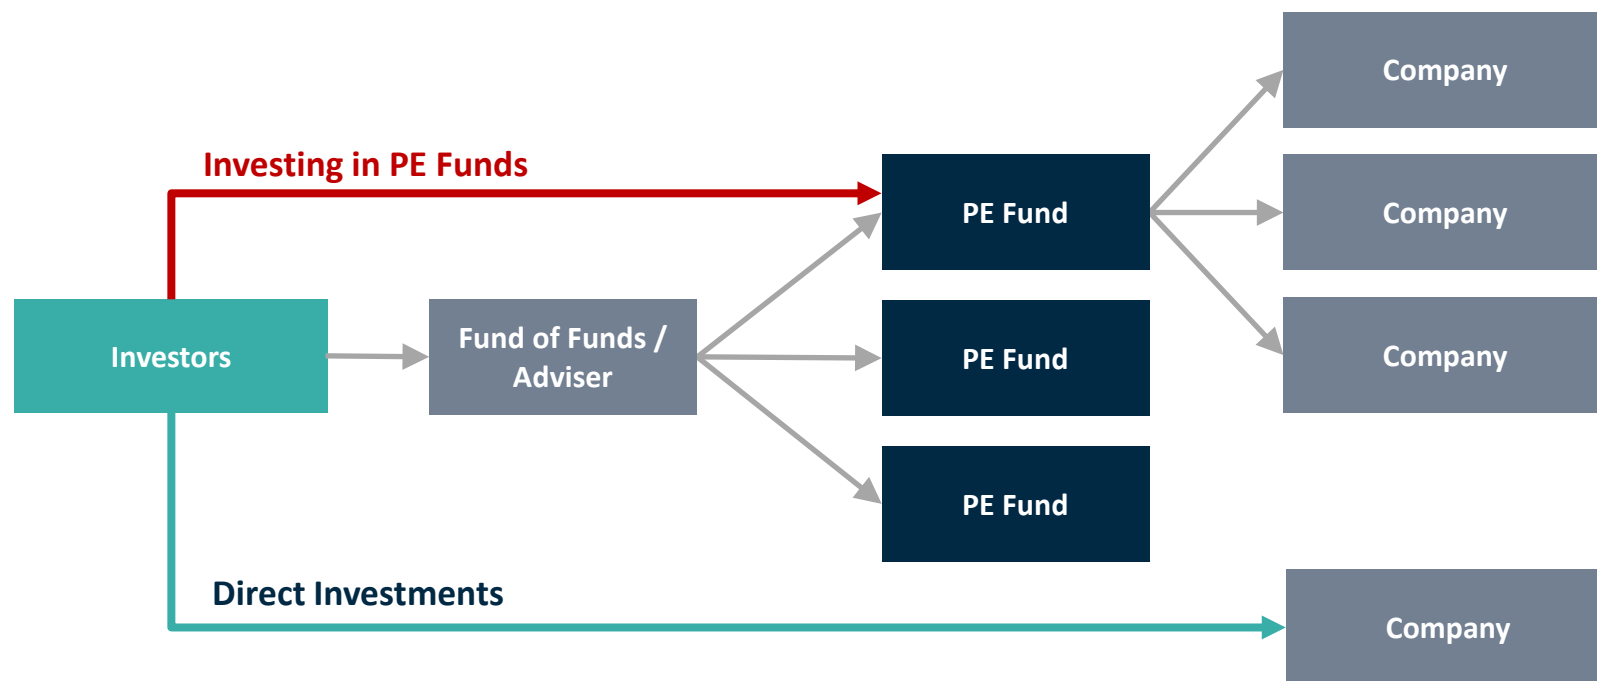 Company
Investing in PE Funds
PE Fund
Company
Investors
Fund of Funds /
Adviser
PE Fund
Company
PE Fund
Direct Investments
Company